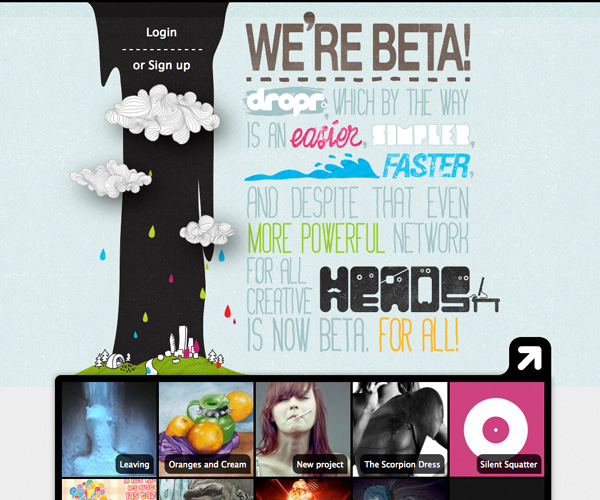 Login
or Sign up
WE'RE BETA!
dropr, WHICH BY THE WAY
IS AN easier, SIMPLER,
FASTER,
AND DESPITE THAT EVEN
MORE POWERFUL NETWORK
FOR ALL
CREATIVE HEADS
IS NOW BETA. FOR ALL!
Leaving
Oranges and Cream
New project
The Scorpion Dress
Silent Squatter